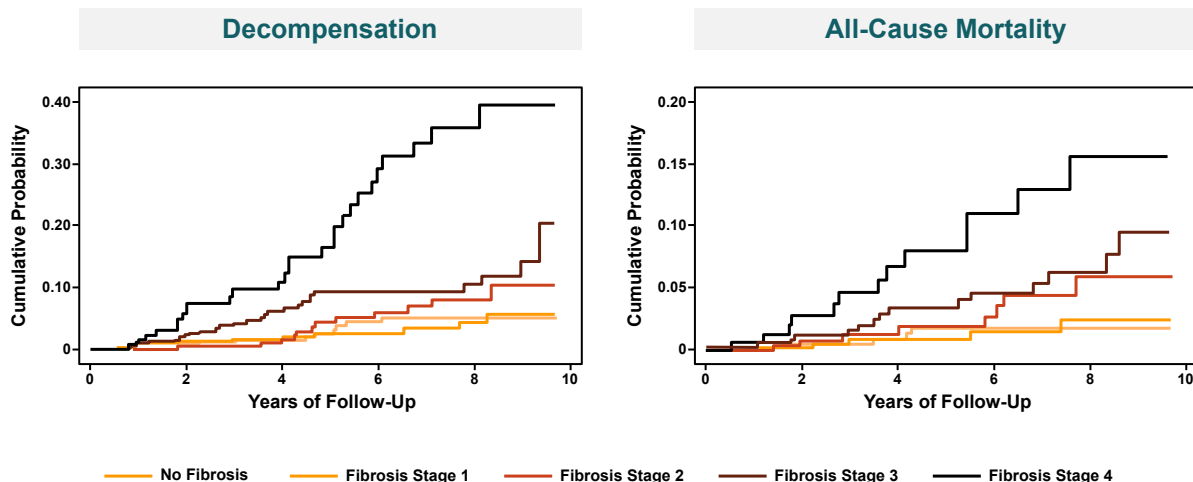 Decompensation
All-Cause Mortality
Cumulative Probability
0.40
0.30
0.20
0.10
0
0 2 4 6 8 10
Years of Follow-Up
Cumulative Probability
0.20
0.15
0.10
0.05
0
0 2 4 6 8 10
Years of Follow-Up
No Fibrosis
Fibrosis Stage 1
Fibrosis Stage 2
Fibrosis Stage 3
Fibrosis Stage 4